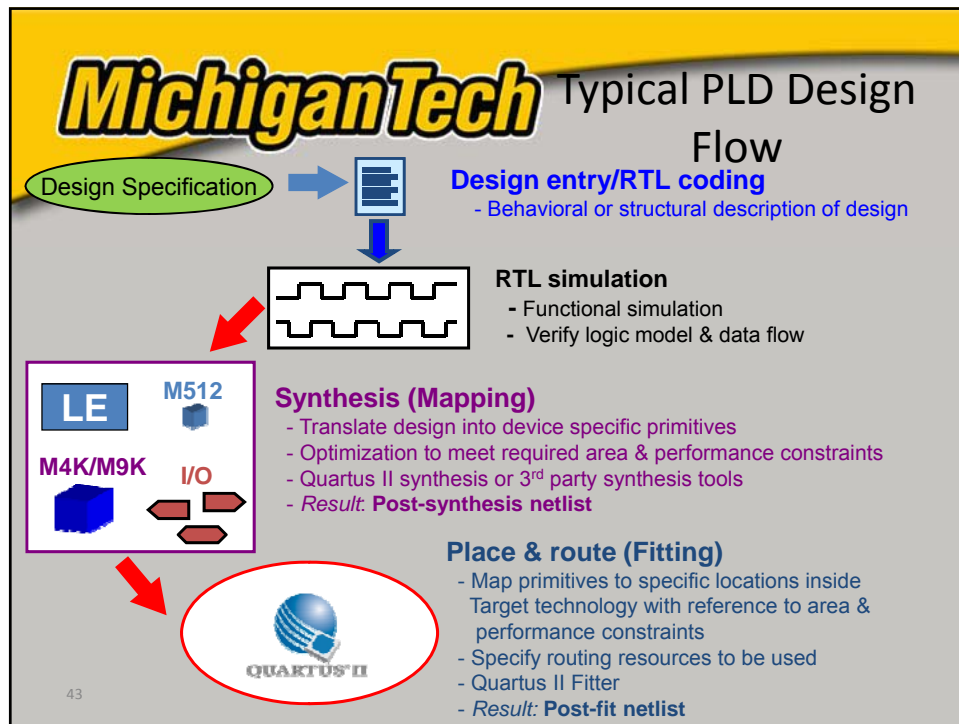 Michigan Tech
Typical PLD Design
Flow
Design Specification
Design entry/RTL coding
- Behavioral or structural description of design
RTL simulation
- Functional simulation
- Verify logic model & data flow
LE
M512
M4K/M9K
I/O
Synthesis (Mapping)
- Translate design into device specific primitives
- Optimization to meet required area & performance constraints
- Quartus II synthesis or 3rd party synthesis tools
- Result: Post-synthesis netlist
Place & route (Fitting)
- Map primitives to specific locations inside
Target technology with reference to area &
performance constraints
- Specify routing resources to be used
- Quartus II Fitter
- Result: Post-fit netlist
QUARTUS® II
43